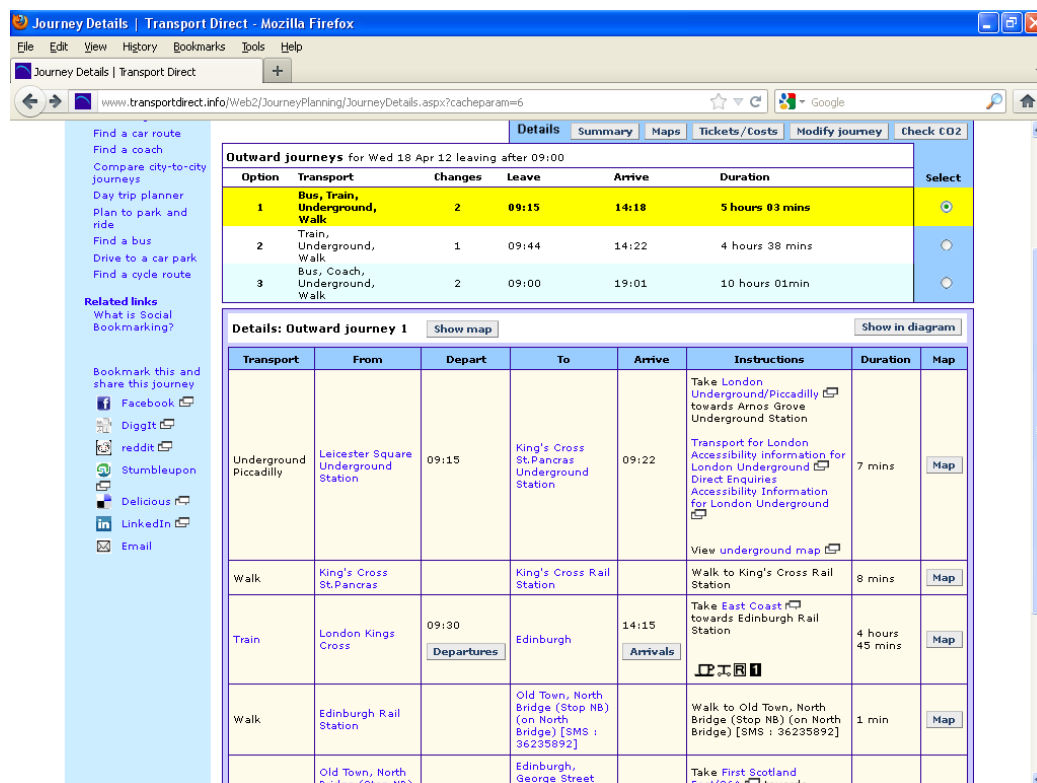 Journey Details | Transport Direct - Mozilla Firefox
File Edit View History Bookmarks Tools Help
Journey Details | Transport Direct +
www.transportdirect.info/Web2/JourneyPlanning/JourneyDetails.aspx?cacheparam=6 Google
Find a car route
Find a coach
Compare city-to-city
journeys
Day trip planner
Plan to park and
ride
Find a bus
Drive to a car park
Find a cycle route
Related links
What is Social
Bookmarking?
Bookmark this and
share this journey
Facebook
DiggIt
reddit
Stumbleupon
Delicious
LinkedIn
Email
Details Summary Maps Tickets/Costs Modify journey Check CO2
Outward journeys for Wed 18 Apr 12 leaving after 09:00
Option Transport Changes Leave Arrive Duration Select
1 Bus, Train, Underground, Walk 2 09:15 14:18 5 hours 03 mins
2 Train, Underground, Walk 1 09:44 14:22 4 hours 38 mins
3 Bus, Coach, Underground, Walk 2 09:00 19:01 10 hours 01min
Details: Outward journey 1 Show map Show in diagram
Transport From Depart To Arrive Instructions Duration Map
Underground
Piccadilly
Leicester Square
Underground
Station
09:15
King's Cross
St.Pancras
Underground
Station
09:22
Take London
Underground/Piccadilly
towards Arnos Grove
Underground Station
Transport for London
Accessibility information for
London Underground
Direct Enquiries
Accessibility Information
for London Underground
View underground map
7 mins
Map
Walk
King's Cross
St.Pancras
King's Cross Rail
Station
Walk to King's Cross Rail
Station
8 mins
Map
Train
London Kings
Cross
09:30
Departures
Edinburgh
14:15
Arrivals
Take East Coast
towards Edinburgh Rail
Station
R 1
4 hours
45 mins
Map
Walk
Edinburgh Rail
Station
Old Town, North
Bridge (Stop NB)
(on North
Bridge) [SMS :
36235892]
Walk to Old Town, North
Bridge (Stop NB) (on North
Bridge) [SMS : 36235892]
1 min
Map
Old Town, North
Edinburgh,
George Street
Take First Scotland